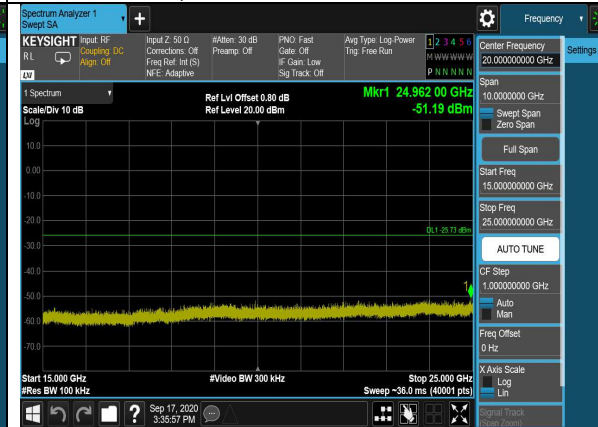 Spectrum Analyzer 1
Swept SA
Frequency
KEYSIGHT
RL
Input: RF
Coupling: DC
Align: Off
Input Z: 50 Ω
Corrections: Off
Freq Ref: Int (S)
NFE: Adaptive
#Atten: 30 dB
Preamp: Off
PNO: Fast
Gate: Off
IF Gain: Low
Sig Track: Off
Avg Type: Log-Power
Trig: Free Run
1 2 3 4 5 6
M W W W W W
P N N N N N
LV
1 Spectrum
Scale/Div 10 dB
Ref Lvl Offset 0.80 dB
Ref Level 20.00 dBm
Mkr1 24.962 00 GHz
-51.19 dBm
Log
10.0
0.00
-10.0
-20.0
-30.0
-40.0
-50.0
-60.0
-70.0
DL1 -25.73 dBm
1
Start 15.000 GHz
#Res BW 100 kHz
#Video BW 300 kHz
Stop 25.000 GHz
Sweep ~36.0 ms (40001 pts)
Sep 17, 2020
3:35:57 PM
Center Frequency
20.000000000 GHz
Settings
Span
10.0000000 GHz
Swept Span
Zero Span
Full Span
Start Freq
15.000000000 GHz
Stop Freq
25.000000000 GHz
AUTO TUNE
CF Step
1.000000000 GHz
Auto
Man
Freq Offset
0 Hz
X Axis Scale
Log
Lin
Signal Track
(Span Zoom)